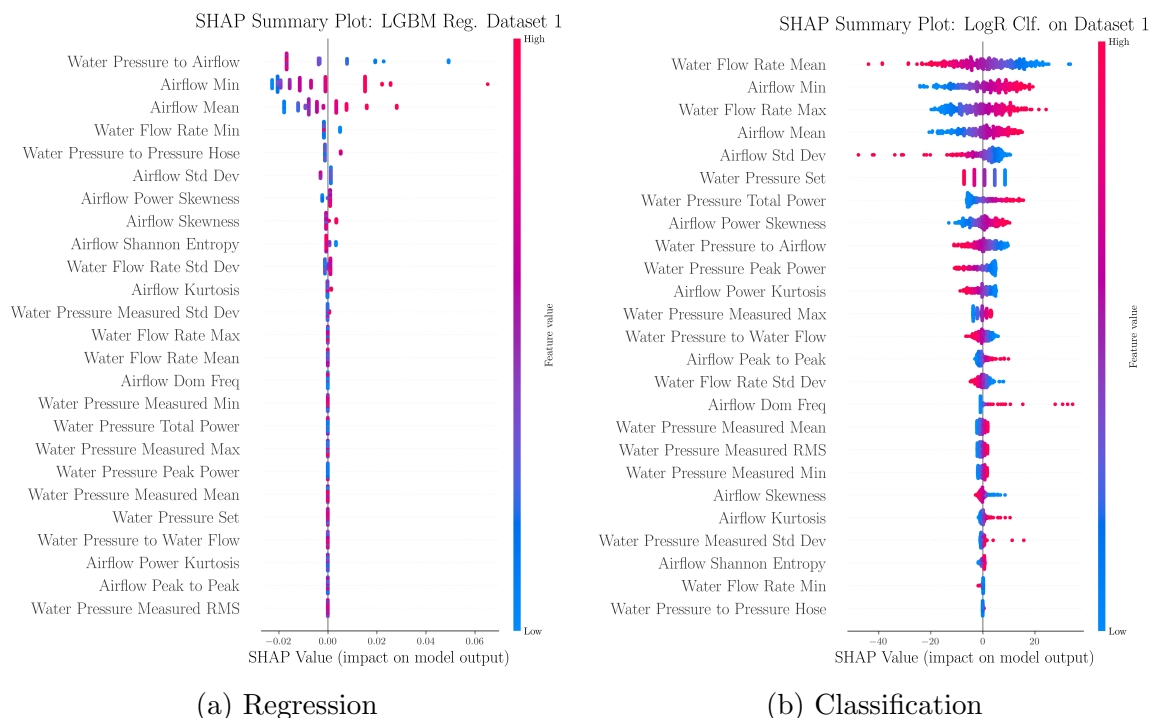 SHAP Summary Plot: LGBM Reg. Dataset 1
High
Water Pressure to Airflow
Airflow Min
Airflow Mean
Water Flow Rate Min
Water Pressure to Pressure Hose
Airflow Std Dev
Airflow Power Skewness
Airflow Skewness
Airflow Shannon Entropy
Water Flow Rate Std Dev
Airflow Kurtosis
Water Pressure Measured Std Dev
Water Flow Rate Max
Water Flow Rate Mean
Airflow Dom Freq
Water Pressure Measured Min
Water Pressure Total Power
Water Pressure Measured Max
Water Pressure Peak Power
Water Pressure Measured Mean
Water Pressure Set
Water Pressure to Water Flow
Airflow Power Kurtosis
Airflow Peak to Peak
Water Pressure Measured RMS
Feature value
Low
−0.02 0.00 0.02 0.04 0.06
SHAP Value (impact on model output)
(a) Regression
SHAP Summary Plot: LogR Clf. on Dataset 1
High
Water Flow Rate Mean
Airflow Min
Water Flow Rate Max
Airflow Mean
Airflow Std Dev
Water Pressure Set
Water Pressure Total Power
Airflow Power Skewness
Water Pressure to Airflow
Water Pressure Peak Power
Airflow Power Kurtosis
Water Pressure Measured Max
Water Pressure to Water Flow
Airflow Peak to Peak
Water Flow Rate Std Dev
Airflow Dom Freq
Water Pressure Measured Mean
Water Pressure Measured RMS
Water Pressure Measured Min
Airflow Skewness
Airflow Kurtosis
Water Pressure Measured Std Dev
Airflow Shannon Entropy
Water Flow Rate Min
Water Pressure to Pressure Hose
Feature value
Low
−40 −20 0 20
SHAP Value (impact on model output)
(b) Classification